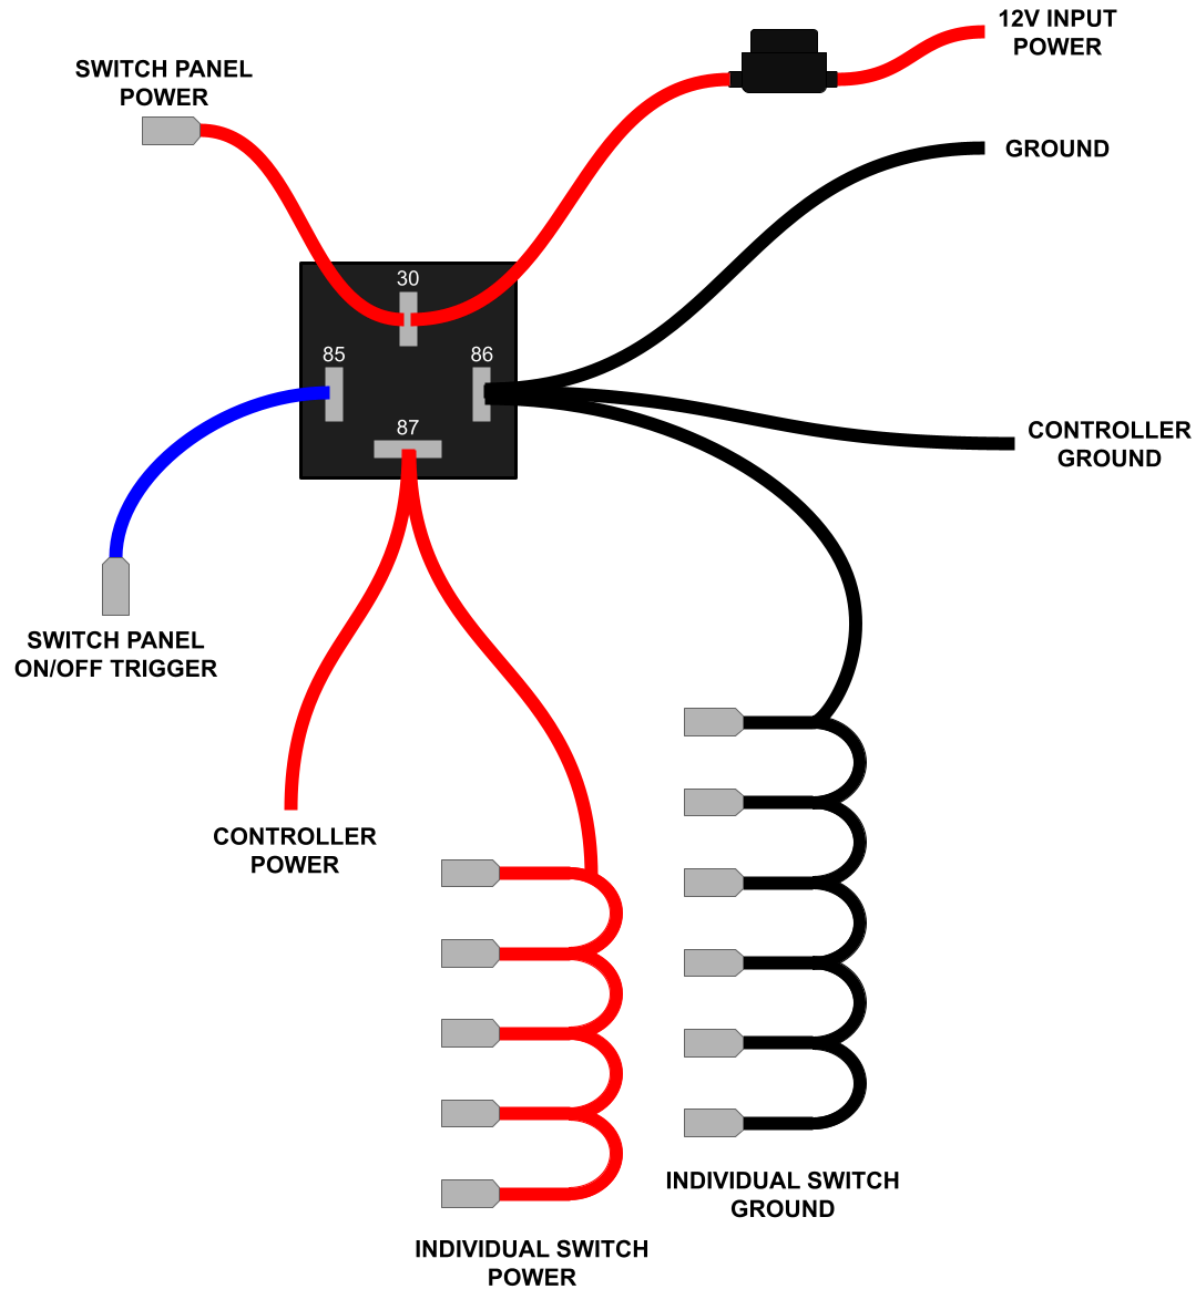 12V INPUT
POWER
SWITCH PANEL
POWER
GROUND
30
85
86
87
CONTROLLER
GROUND
SWITCH PANEL
ON/OFF TRIGGER
CONTROLLER
POWER
INDIVIDUAL SWITCH
GROUND
INDIVIDUAL SWITCH
POWER